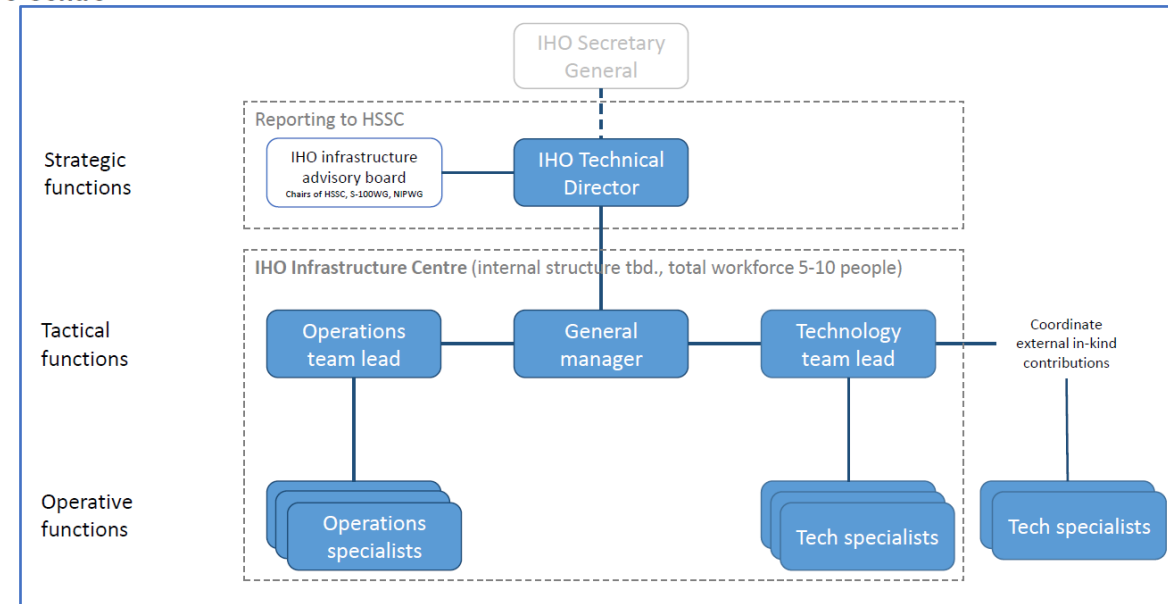 IHO Secretary
General
Reporting to HSSC
Strategic
functions
IHO infrastructure
advisory board
Chairs of HSSC, S-100WG, NIPWG
IHO Technical
Director
IHO Infrastructure Centre (internal structure tbd., total workforce 5-10 people)
Tactical
functions
Operations
team lead
General
manager
Technology
team lead
Coordinate
external in-kind
contributions
Operative
functions
Operations
specialists
Tech specialists
Tech specialists